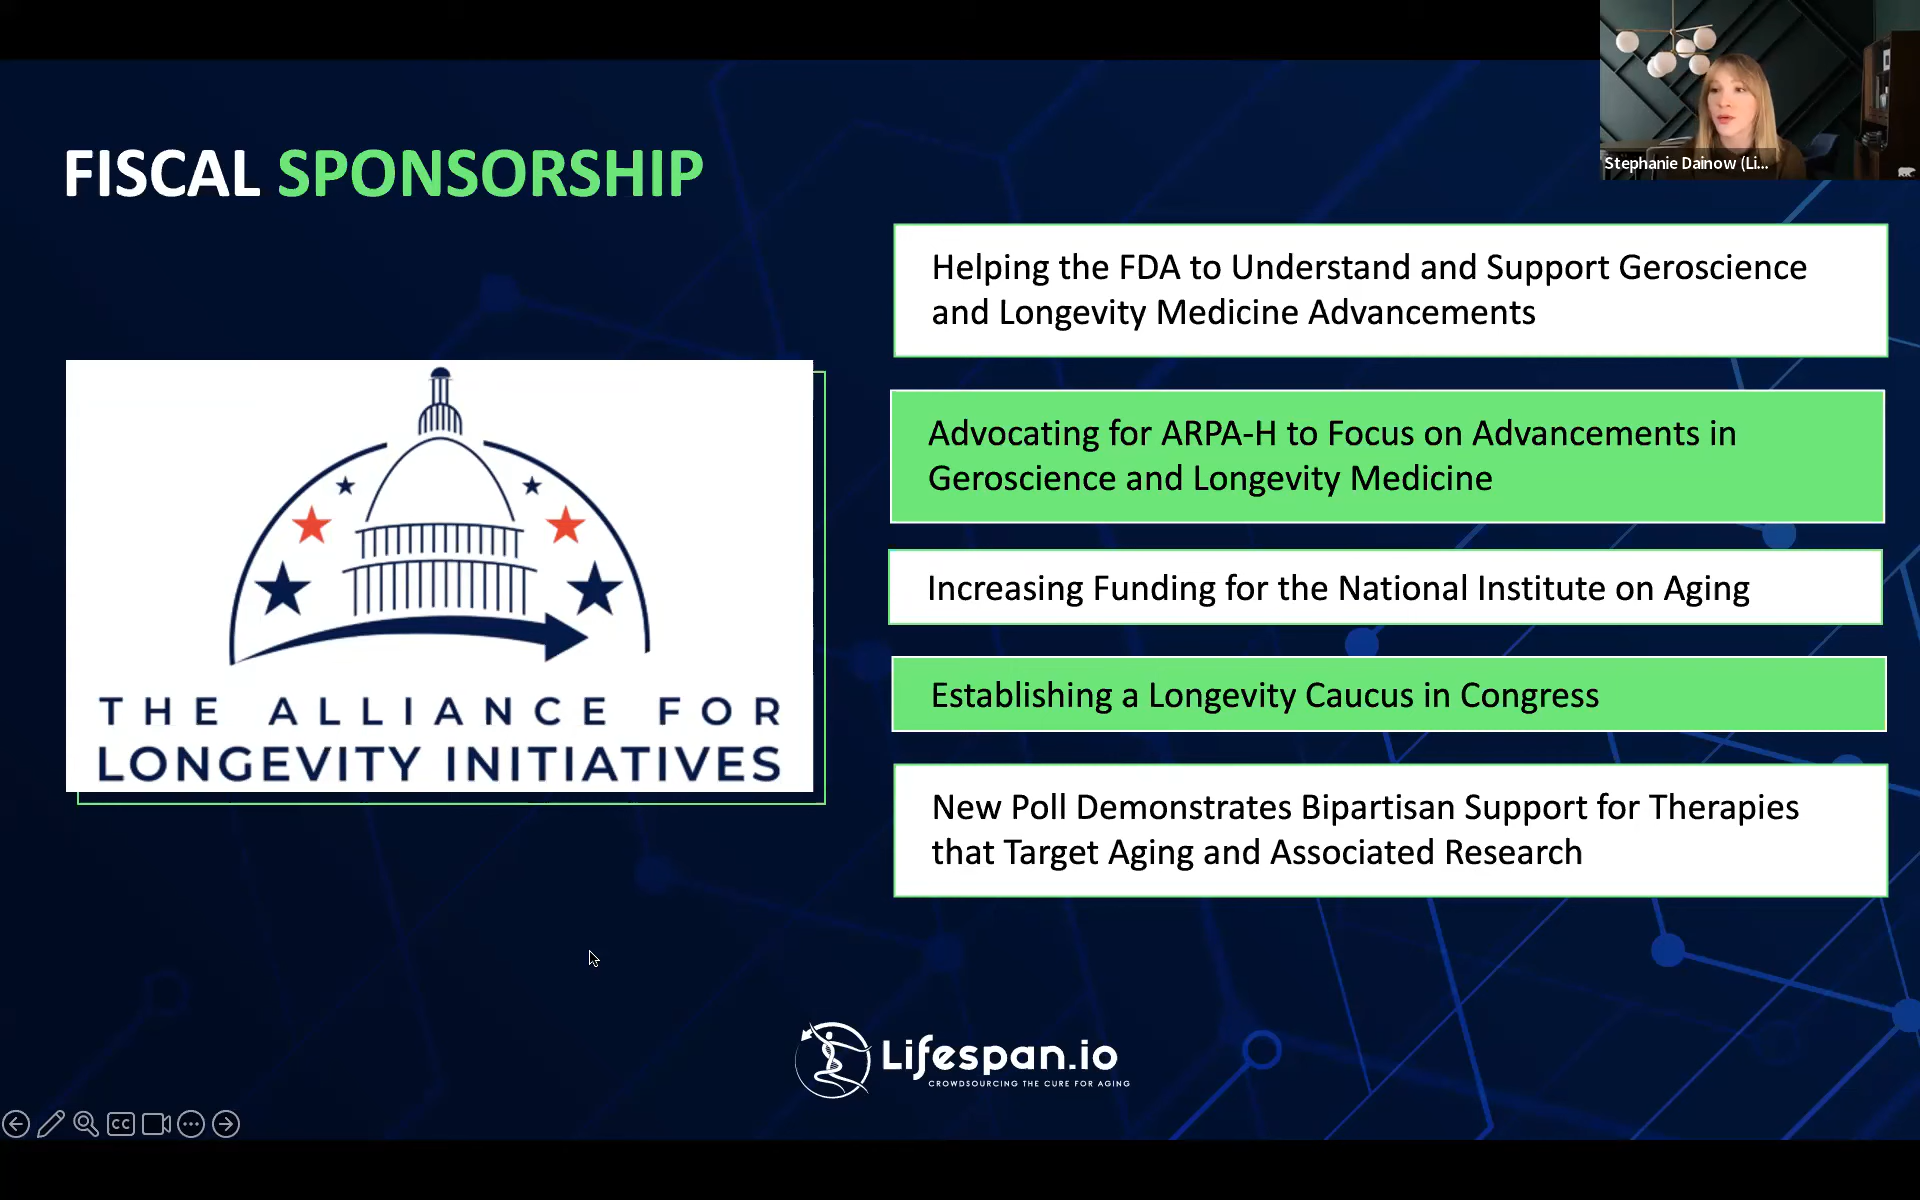 Stephanie Dainow (Li...
FISCAL SPONSORSHIP
THE ALLIANCE FOR
LONGEVITY INITIATIVES
Helping the FDA to Understand and Support Geroscience
and Longevity Medicine Advancements
Advocating for ARPA-H to Focus on Advancements in
Geroscience and Longevity Medicine
Increasing Funding for the National Institute on Aging
Establishing a Longevity Caucus in Congress
New Poll Demonstrates Bipartisan Support for Therapies
that Target Aging and Associated Research
Lifespan.io
CROWDSOURCING THE CURE FOR AGING
CC